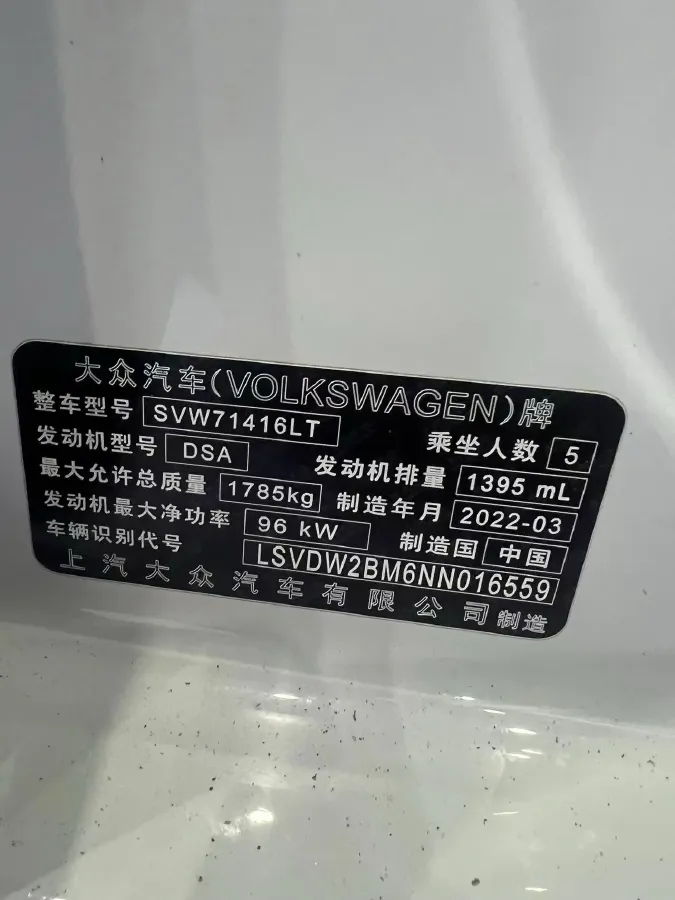 大众汽车(VOLKSWAGEN)牌
整车型号 SVW71416LT 乘坐人数 5
发动机型号 DSA 发动机排量 1395 mL
最大允许总质量 1785kg 制造年月 2022-03
发动机最大净功率 96 kW 制造国 中国
车辆识别代号 LSVDW2BM6NN016559
上汽大众汽车有限公司制造